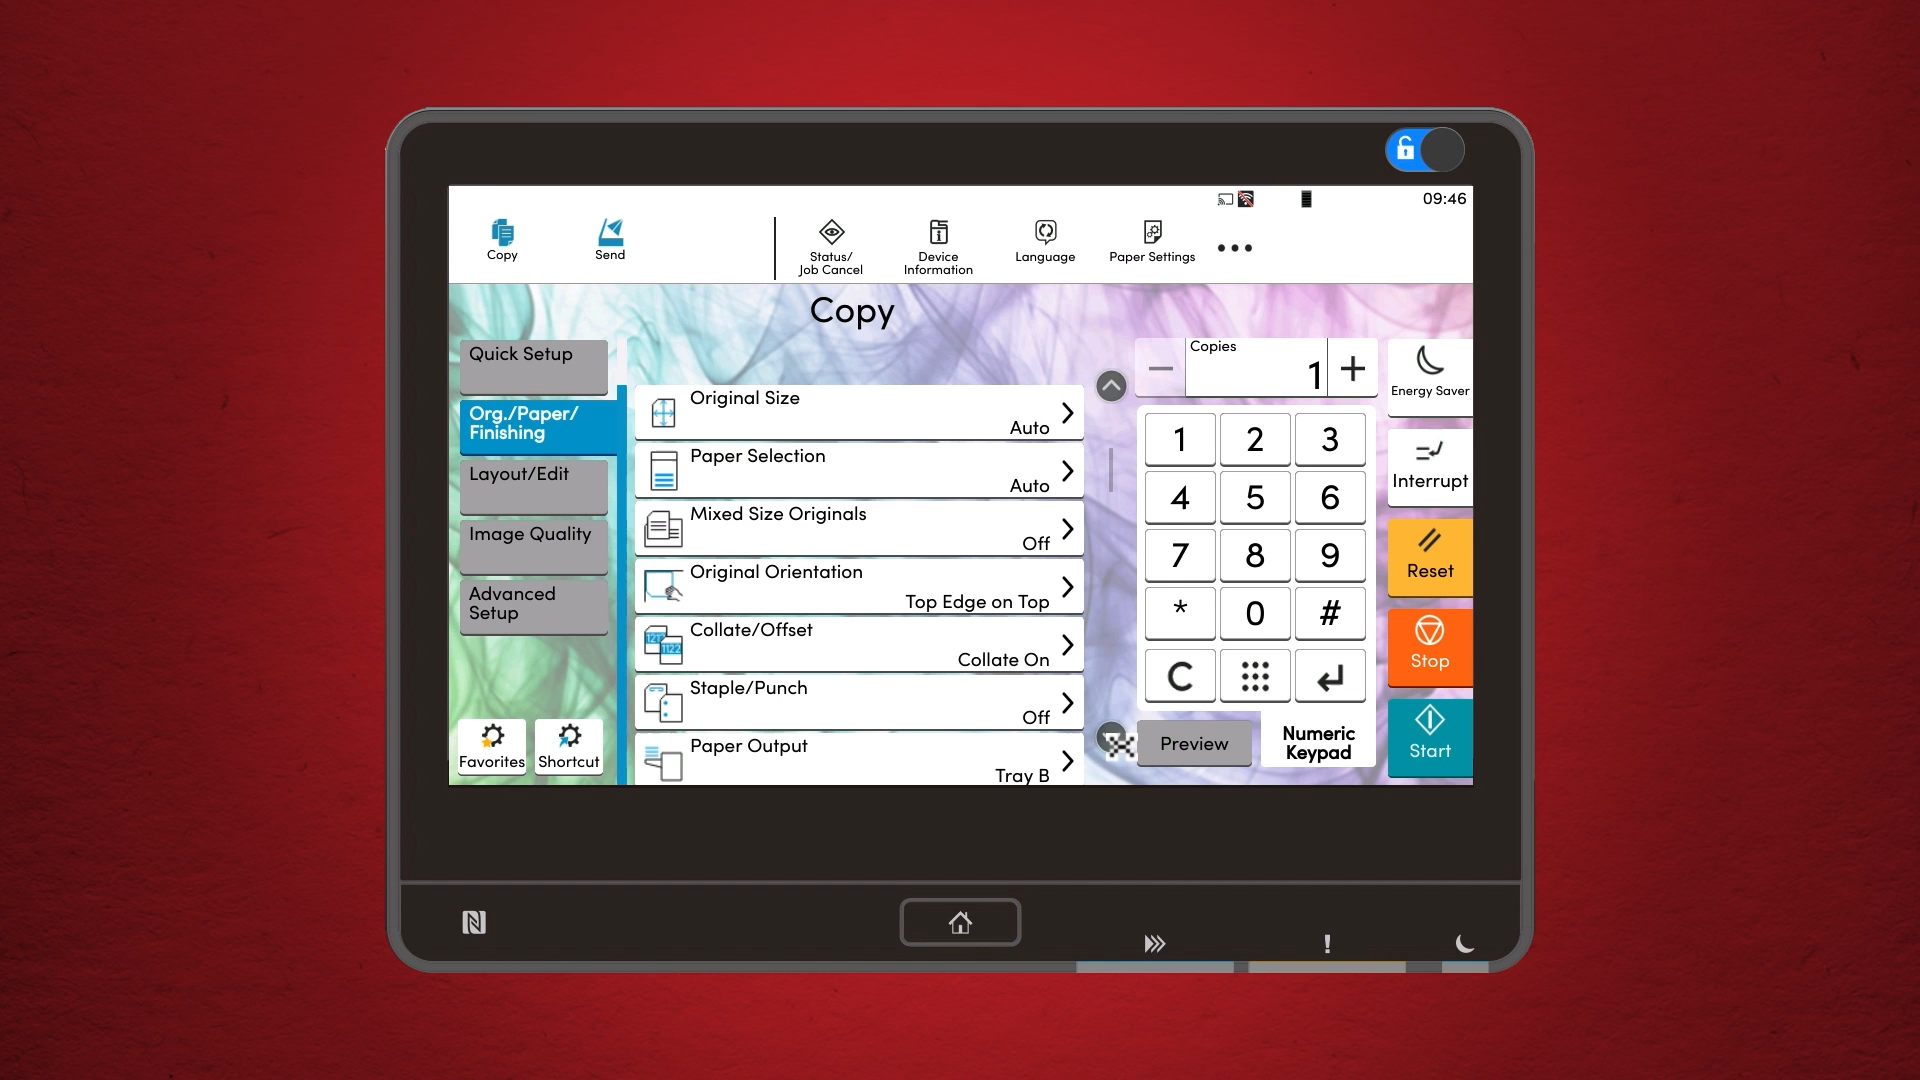 09:46
Copy
Send
Status/
Job Cancel
Device
Information
Language
Paper Settings
Copy
Quick Setup
Org./Paper/
Finishing
Layout/Edit
Image Quality
Advanced
Setup
Favorites
Shortcut
Original Size
Auto
Paper Selection
Auto
Mixed Size Originals
Off
Original Orientation
Top Edge on Top
Collate/Offset
Collate On
Staple/Punch
Off
Paper Output
Tray B
Copies
1
1 2 3
4 5 6
7 8 9
* 0 #
C
Preview
Numeric
Keypad
Energy Saver
Interrupt
Reset
Stop
Start